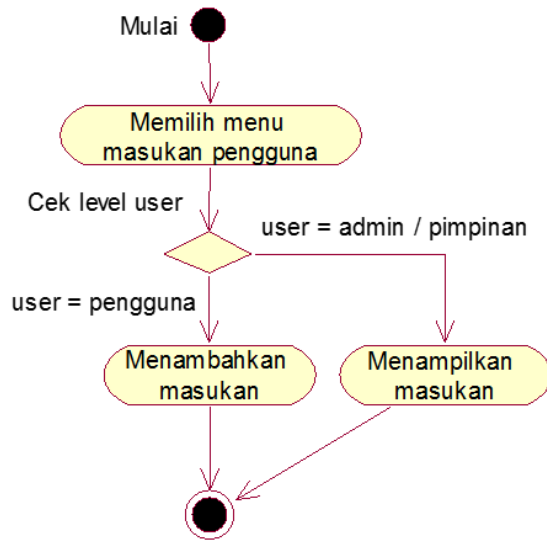 Mulai
Memilih menu
masukan pengguna
Cek level user
user = admin / pimpinan
user = pengguna
Menambahkan
masukan
Menampilkan
masukan